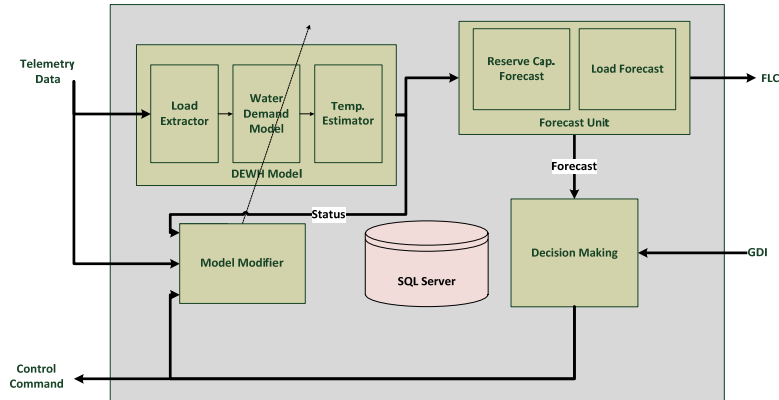 Telemetry
Data
Load
Extractor
Water
Demand
Model
Temp.
Estimator
DEWH Model
Reserve Cap.
Forecast
Load Forecast
Forecast Unit
FLC
Forecast
Status
Model Modifier
SQL Server
Decision Making
GDI
Control
Command